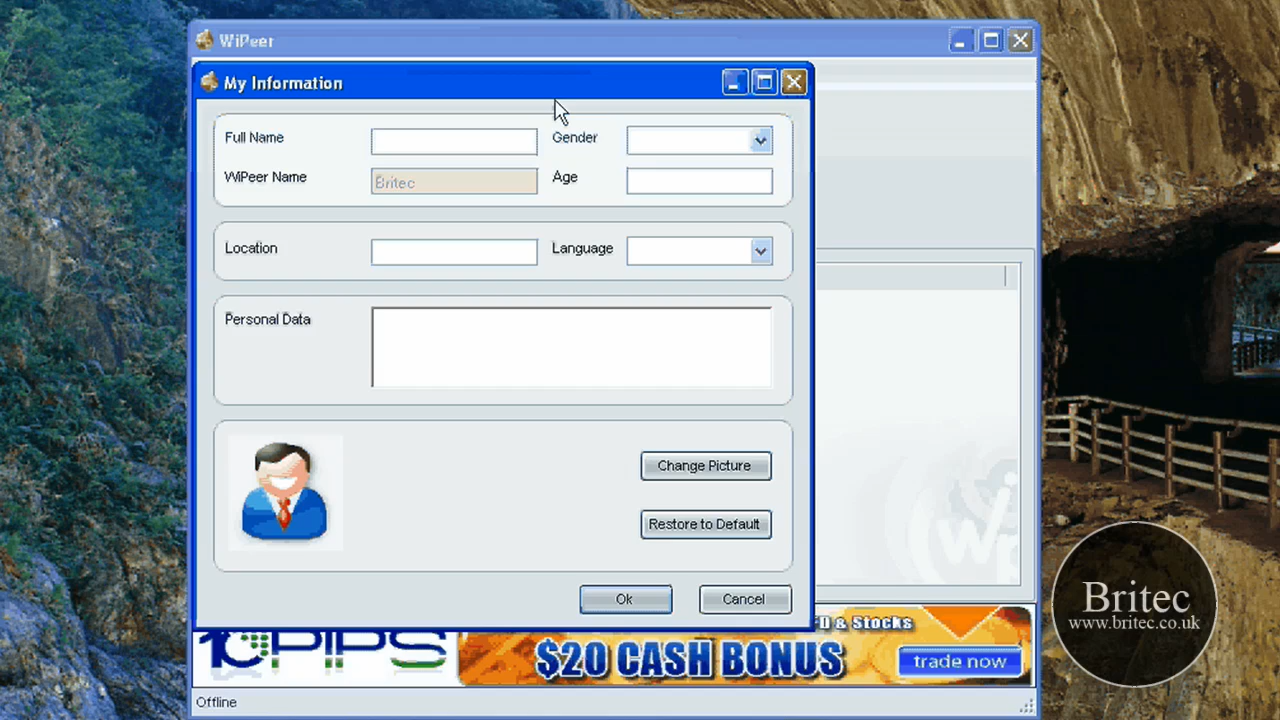 WiPeer
My Information
Full Name
Gender
WiPeer Name
Britec
Age
Location
Language
Personal Data
Change Picture
Restore to Default
Ok
Cancel
D & Stocks
10PIPS
$20 CASH BONUS
trade now
Offline
Britec
www.britec.co.uk